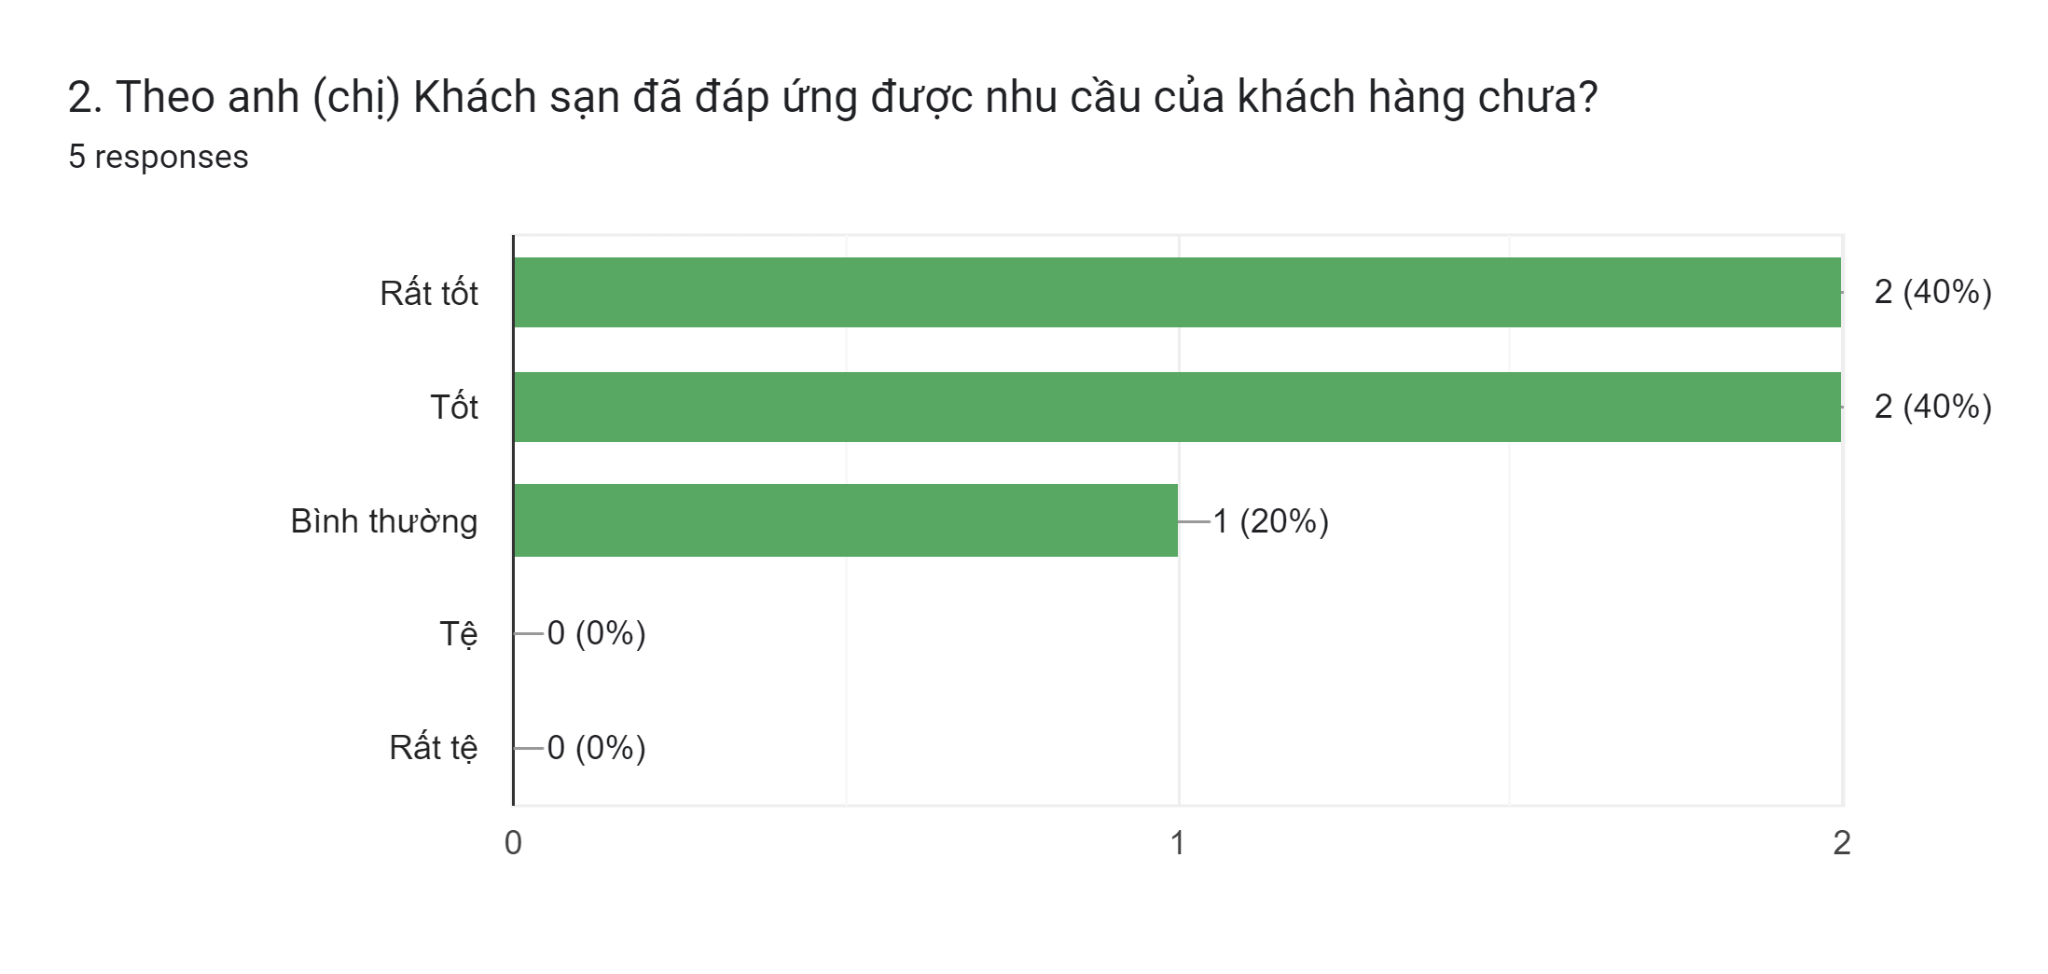 2. Theo anh (chị) Khách sạn đã đáp ứng được nhu cầu của khách hàng chưa?
5 responses
Rất tốt 2 (40%)
Tốt 2 (40%)
Bình thường 1 (20%)
Tệ 0 (0%)
Rất tệ 0 (0%)
0 1 2